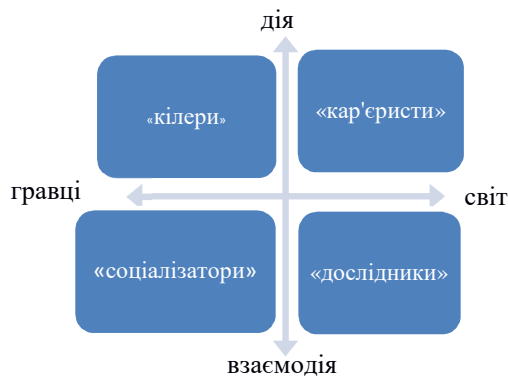 дія
«кілери»
«кар'єристи»
гравці
світ
«соціалізатори»
«дослідники»
взаємодія